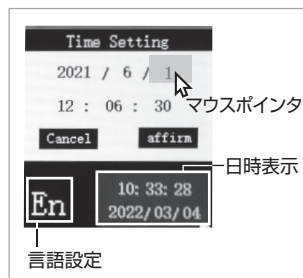 Time Setting
2021 / 6 / 1
12 : 06 : 30
マウスポインタ
Cancel affirm
日時表示
En
10: 33: 28
2022/03/04
言語設定